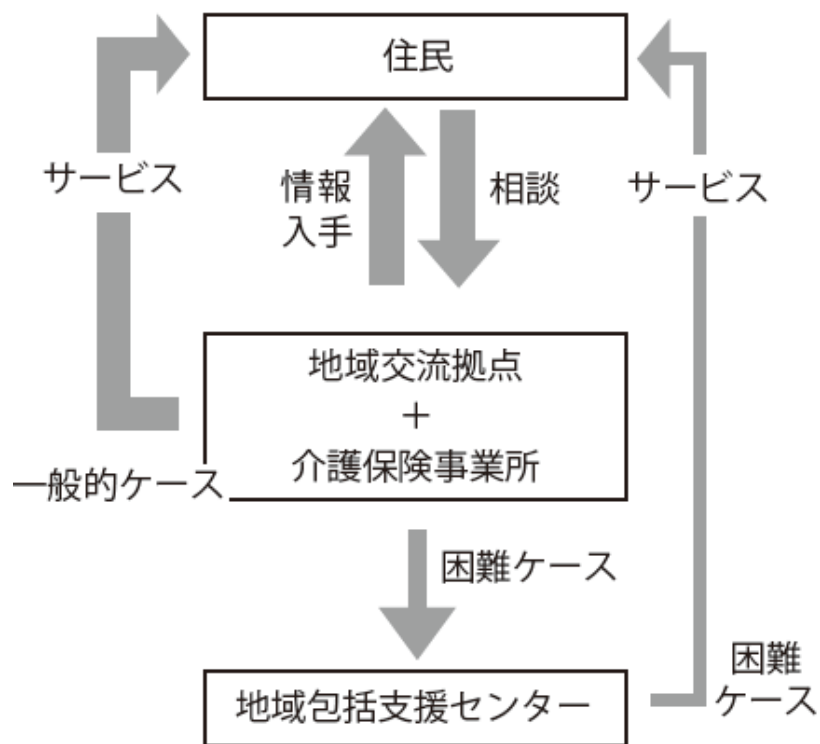 住民
サービス
情報
入手
相談
サービス
地域交流拠点
+
介護保険事業所
一般的ケース
困難ケース
困難
ケース
地域包括支援センター